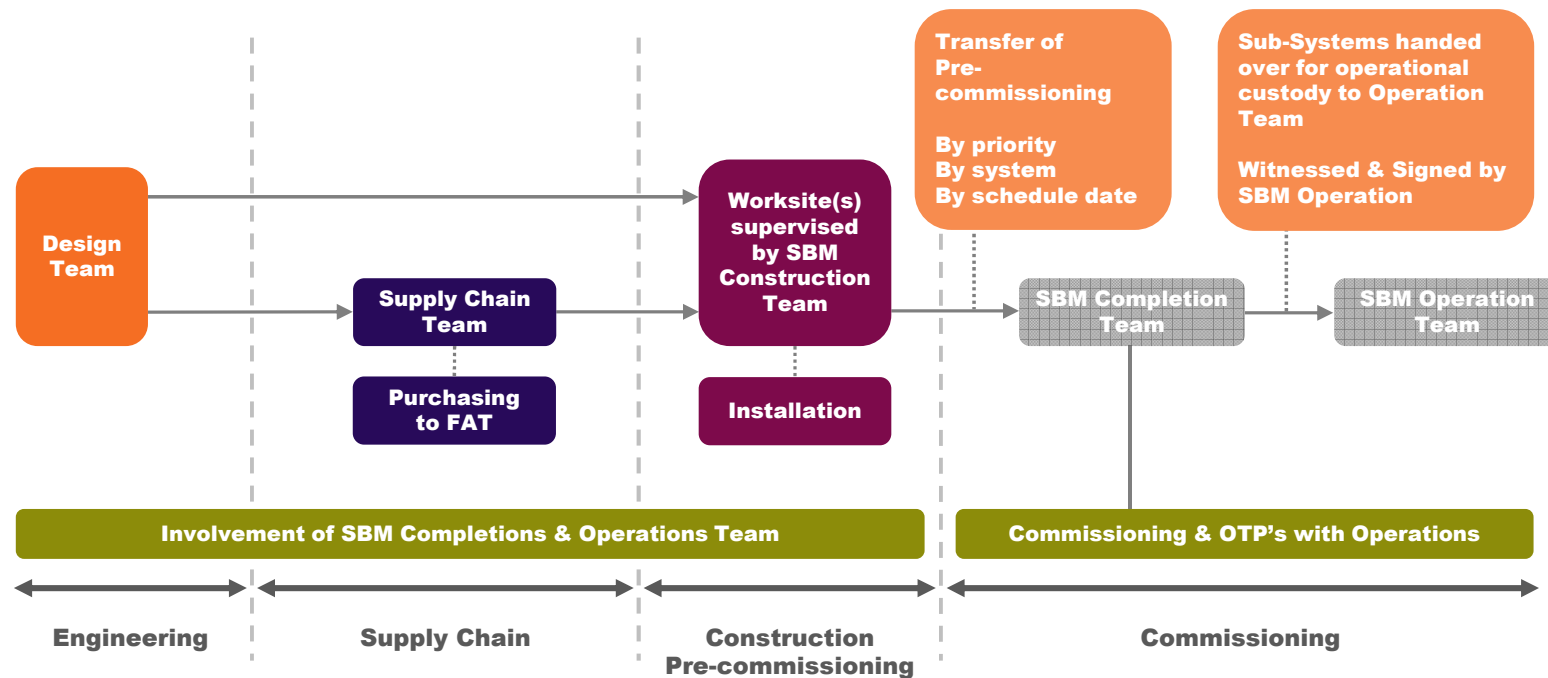 Transfer of
Pre-
commissioning
By priority
By system
By schedule date
Sub-Systems handed
over for operational
custody to Operation
Team
Witnessed & Signed by
SBM Operation
Design
Team
Supply Chain
Team
Purchasing
to FAT
Worksite(s)
supervised
by SBM
Construction
Team
Installation
SBM Completion
Team
SBM Operation
Team
Involvement of SBM Completions & Operations Team
Commissioning & OTP's with Operations
Engineering
Supply Chain
Construction
Pre-commissioning
Commissioning